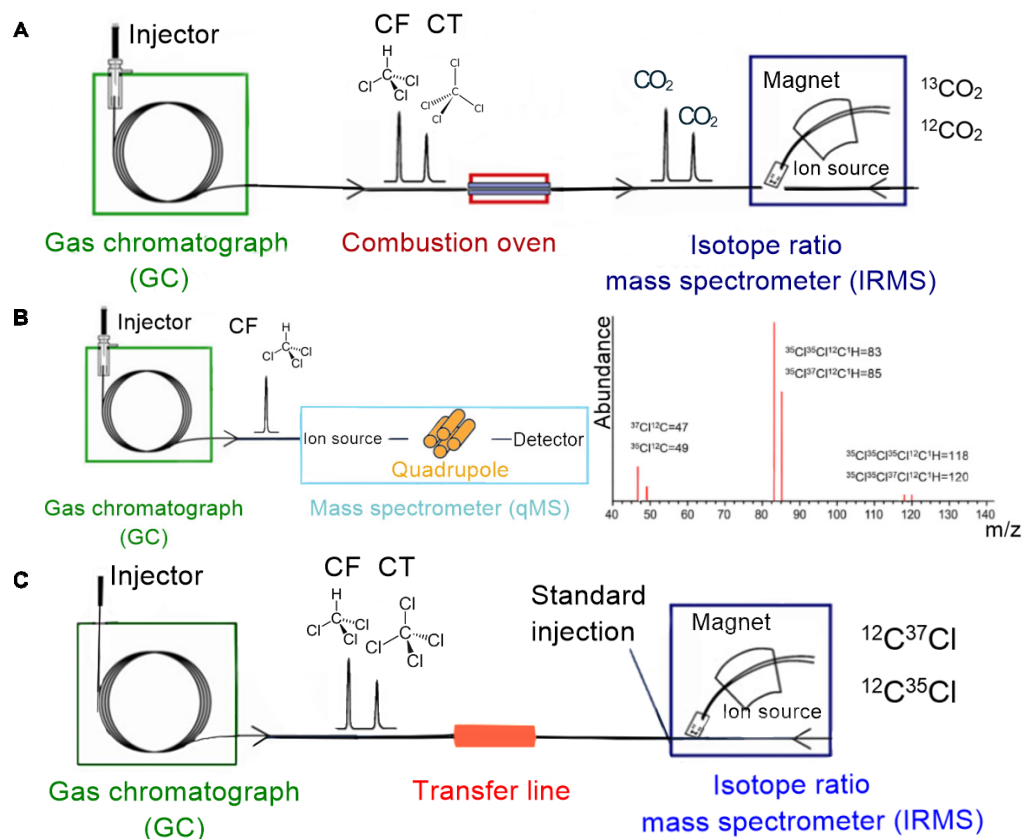 A
Injector
CF CT
H
Cl
Cl
Cl
C
Cl
Cl
C
Cl
Cl
CO₂
CO₂
Magnet
Ion source
¹³CO₂
¹²CO₂
Gas chromatograph
(GC)
Combustion oven
Isotope ratio
mass spectrometer (IRMS)
B
Injector
CF
H
C
Cl
Cl
Cl
Ion source
Quadrupole
Detector
Gas chromatograph
(GC)
Mass spectrometer (qMS)
Abundance
³⁵Cl³⁵Cl¹²C¹H=83
³⁵Cl³⁷Cl¹²C¹H=85
³⁷Cl¹²C=47
³⁵Cl¹²C=49
³⁵Cl³⁵Cl³⁵Cl¹²C¹H=118
³⁵Cl³⁵Cl³⁷Cl¹²C¹H=120
40 50 60 70 80 90 100 110 120 130 140
m/z
C
Injector
CF CT
H
C
Cl
Cl
Cl
Cl
C
Cl
Cl
Cl
Standard
injection
Magnet
Ion source
¹²C³⁷Cl
¹²C³⁵Cl
Gas chromatograph
(GC)
Transfer line
Isotope ratio
mass spectrometer (IRMS)